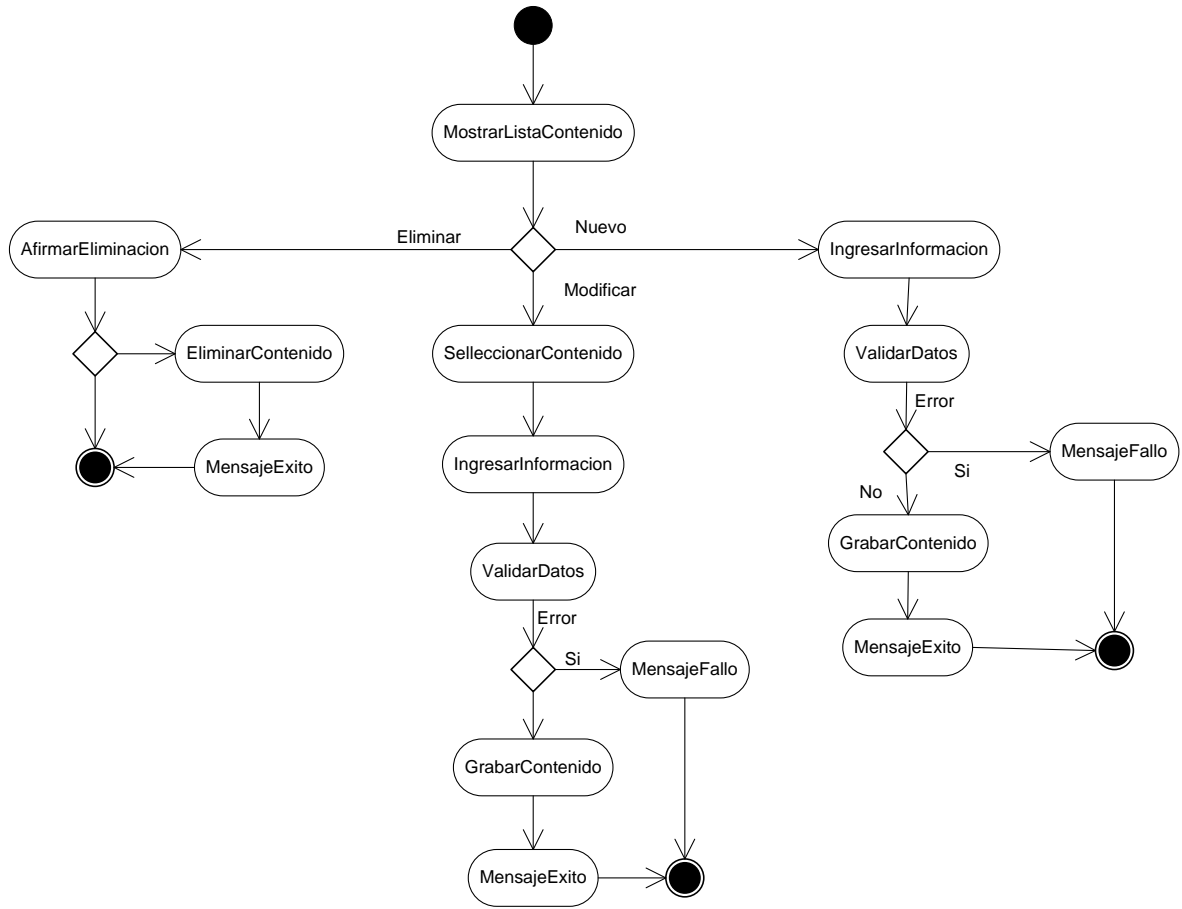 MostrarListaContenido
Nuevo
Eliminar
AfirmarEliminacion
IngresarInformacion
Modificar
EliminarContenido
SelleccionarContenido
ValidarDatos
Error
MensajeExito
IngresarInformacion
MensajeFallo
Si
No
GrabarContenido
ValidarDatos
Error
MensajeExito
Si
MensajeFallo
GrabarContenido
MensajeExito